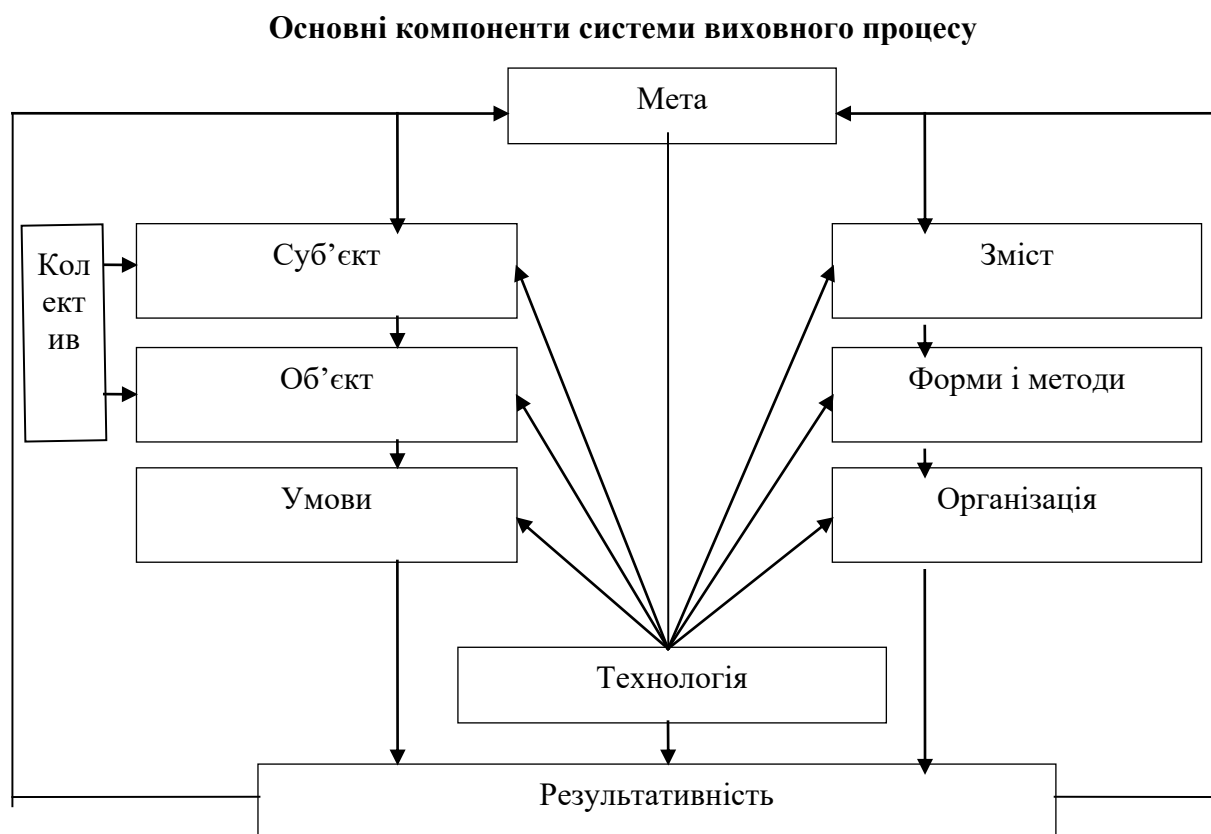 Основні компоненти системи виховного процесу
Мета
Суб’єкт
Зміст
Кол
ект
ив
Об’єкт
Форми і методи
Умови
Організація
Технологія
Результативність